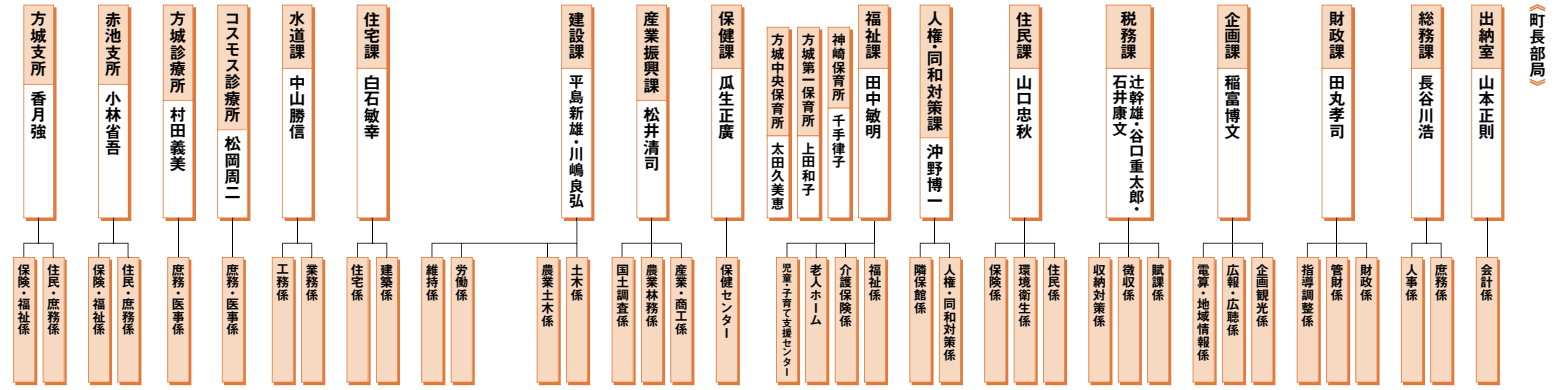 《町長部局》
出納室 山本正則
会計係
総務課 長谷川浩
庶務係
人事係
財政課 田丸孝司
財政係
管財係
指導調整係
企画課 稲富博文
企画観光係
広報・広聴係
電算・地域情報係
税務課 辻幹雄・谷口重太郎・
石井康文
賦課係
徴収係
収納対策係
住民課 山口忠秋
住民係
環境衛生係
保険係
人権・同和対策課 沖野博一
人権・同和対策係
隣保館係
福祉課 田中敏明
神崎保育所 千手律子
方城第一保育所 上田和子
方城中央保育所 太田久美恵
福祉係
介護保険係
老人ホーム
児童・子育て支援センター
保健課 瓜生正廣
保健センター
産業振興課 松井清司
産業・商工係
農業林務係
国土調査係
建設課 平島新雄・川嶋良弘
土木係
農業土木係
労働係
維持係
住宅課 白石敏幸
建築係
住宅係
水道課 中山勝信
業務係
工務係
コスモス診療所 松岡周二
庶務・医事係
方城診療所 村田義美
庶務・医事係
赤池支所 小林省吾
住民・庶務係
保険・福祉係
方城支所 香月強
住民・庶務係
保険・福祉係